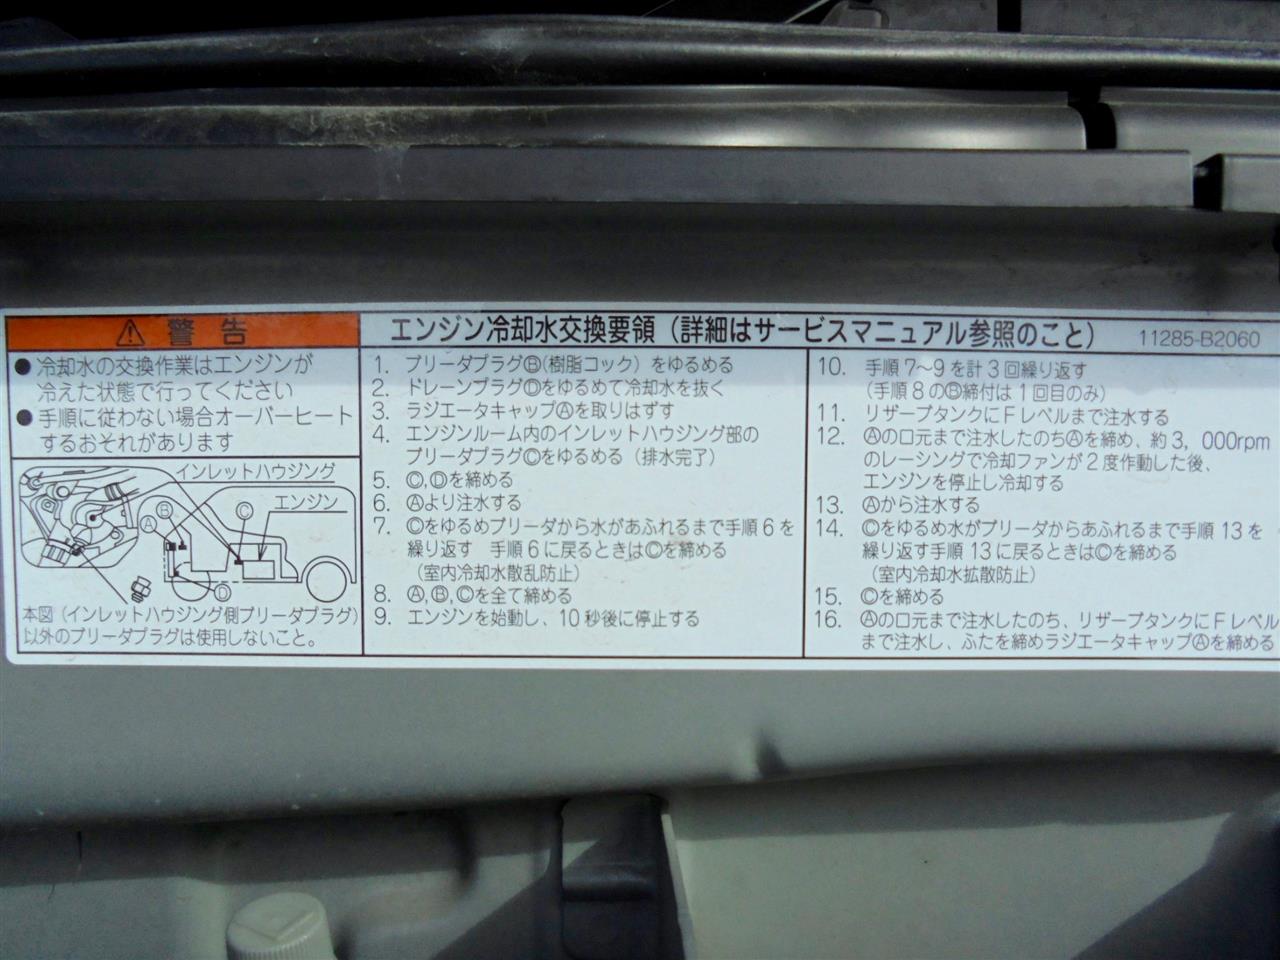 ⚠ 警告
● 冷却水の交換作業はエンジンが
冷えた状態で行ってください
● 手順に従わない場合オーバーヒート
するおそれがあります
インレットハウジング
エンジン
Ⓐ
Ⓑ
Ⓒ
Ⓓ
本図(インレットハウジング側ブリーダプラグ)
以外のブリーダプラグは使用しないこと。
エンジン冷却水交換要領(詳細はサービスマニュアル参照のこと) 11285-B2060
1. ブリーダプラグⒷ(樹脂コック)をゆるめる
2. ドレーンプラグⒹをゆるめて冷却水を抜く
3. ラジエータキャップⒶを取りはずす
4. エンジンルーム内のインレットハウジング部の
ブリーダプラグⒸをゆるめる(排水完了)
5. Ⓒ,Ⓓを締める
6. Ⓐより注水する
7. Ⓒをゆるめブリーダから水があふれるまで手順6を
繰り返す 手順6に戻るときはⒸを締める
(室内冷却水散乱防止)
8. Ⓐ,Ⓑ,Ⓒを全て締める
9. エンジンを始動し、10秒後に停止する
10. 手順7〜9を計3回繰り返す
(手順8のⒷ締付は1回目のみ)
11. リザーブタンクにFレベルまで注水する
12. Ⓐの口元まで注水したのちⒶを締め、約3,000rpm
のレーシングで冷却ファンが2度作動した後、
エンジンを停止し冷却する
13. Ⓐから注水する
14. Ⓒをゆるめ水がブリーダからあふれるまで手順13を
繰り返す手順13に戻るときはⒸを締める
(室内冷却水拡散防止)
15. Ⓒを締める
16. Ⓐの口元まで注水したのち、リザーブタンクにFレベル
まで注水し、ふたを締めラジエータキャップⒶを締める